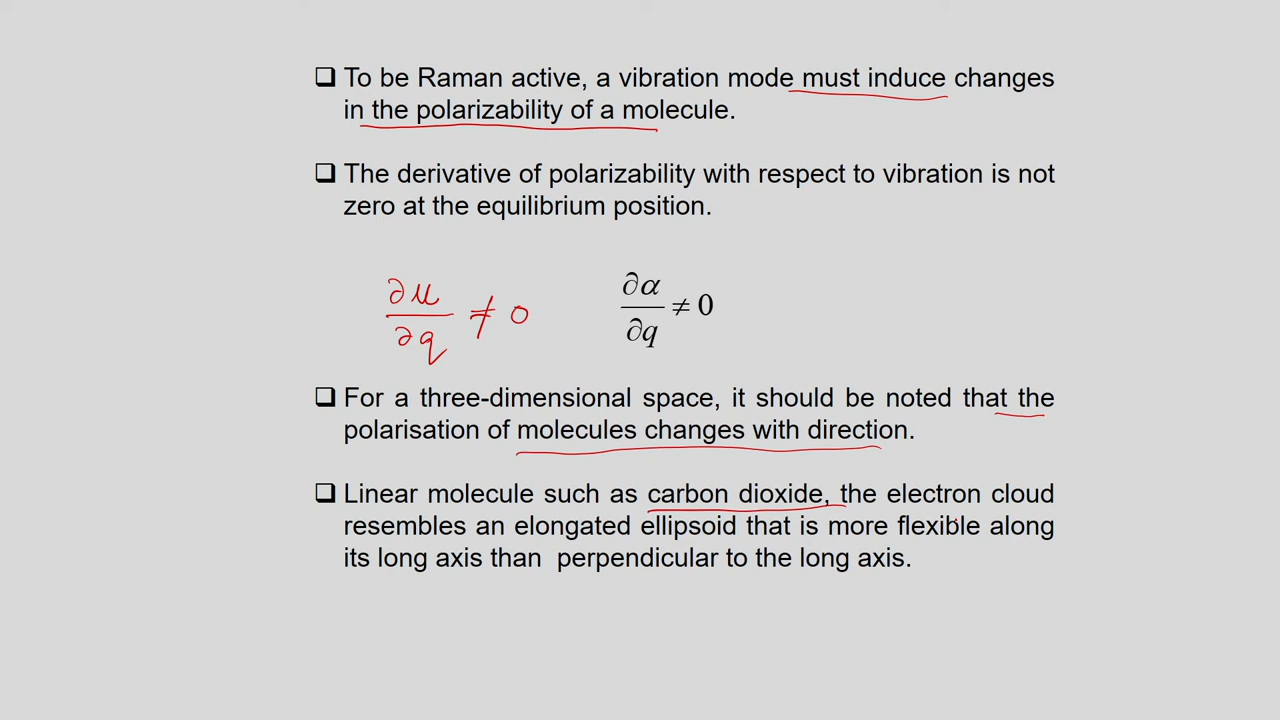 ❑ To be Raman active, a vibration mode must induce changes
in the polarizability of a molecule.
❑ The derivative of polarizability with respect to vibration is not
zero at the equilibrium position.
∂μ/∂q ≠ 0 ∂α/∂q ≠ 0
❑ For a three-dimensional space, it should be noted that the
polarisation of molecules changes with direction.
❑ Linear molecule such as carbon dioxide, the electron cloud
resembles an elongated ellipsoid that is more flexible along
its long axis than perpendicular to the long axis.